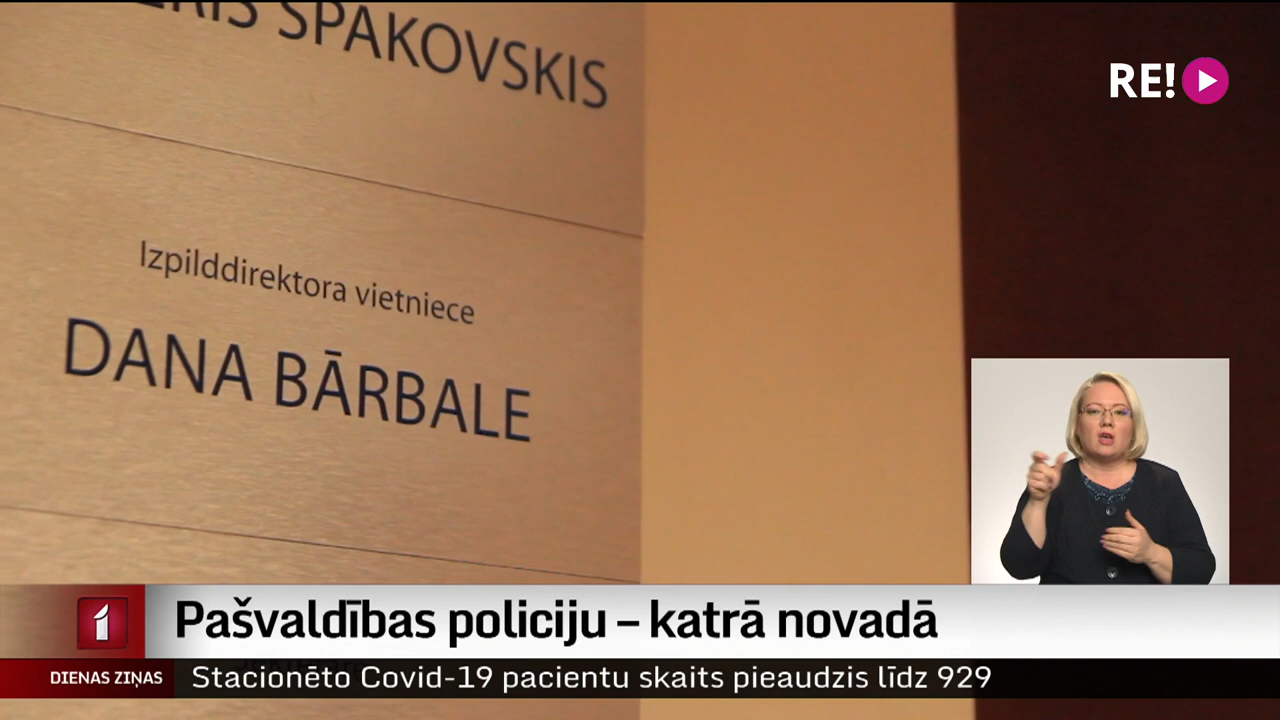 SPAKOVSKIS
RE!
Izpilddirektora vietniece
DANA BĀRBALE
1
Pašvaldības policiju – katrā novadā
DIENAS ZIŅAS
Stacionēto Covid-19 pacientu skaits pieaudzis līdz 929